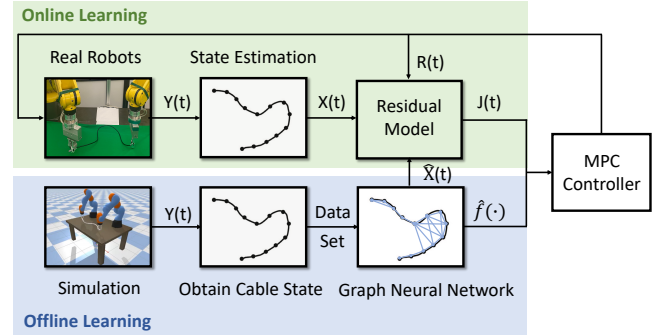 Online Learning
Real Robots
State Estimation
R(t)
Y(t)
X(t)
J(t)
Residual
Model
MPC
Controller
X̂(t)
Y(t)
Data
Set
f̂(·)
Simulation
Obtain Cable State
Graph Neural Network
Offline Learning